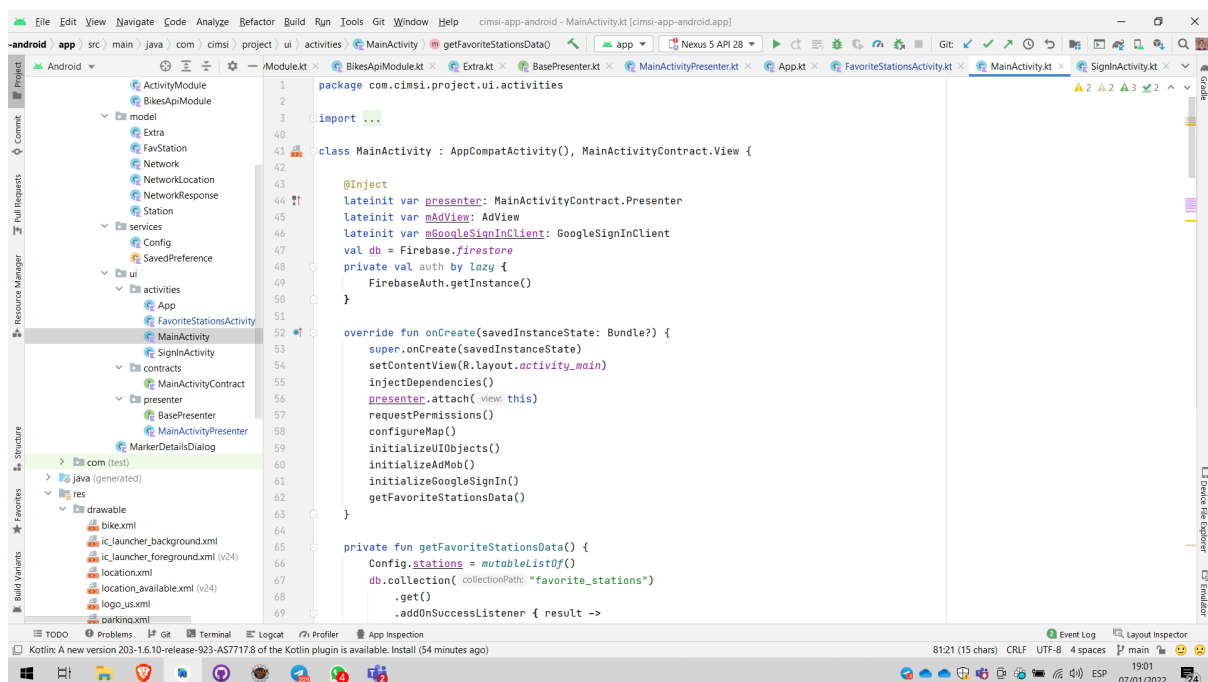 File Edit View Navigate Code Analyze Refactor Build Run Tools Git Window Help cimsi-app-android - MainActivity.kt [cimsi-app-android.app]
-android app src main java com cimsi project ui activities MainActivity getFavoriteStationsData() app Nexus 5 API 28 Git:
Android Module.kt BikesApiModule.kt Extra.kt BasePresenter.kt MainActivityPresenter.kt App.kt FavoriteStationsActivity.kt MainActivity.kt SignInActivity.kt
ActivityModule
BikesApiModule
model
Extra
FavStation
Network
NetworkLocation
NetworkResponse
Station
services
Config
SavedPreference
ui
activities
App
FavoriteStationsActivity
MainActivity
SignInActivity
contracts
MainActivityContract
presenter
BasePresenter
MainActivityPresenter
MarkerDetailsDialog
com (test)
java (generated)
res
drawable
bike.xml
ic_launcher_background.xml
ic_launcher_foreground.xml (v24)
location.xml
location_available.xml (v24)
logo_us.xml
parking.xml
1 package com.cimsi.project.ui.activities
2
3 import ...
40
41 class MainActivity : AppCompatActivity(), MainActivityContract.View {
42
43 @Inject
44 lateinit var presenter: MainActivityContract.Presenter
45 lateinit var mAdView: AdView
46 lateinit var mGoogleSignInClient: GoogleSignInClient
47 val db = Firebase.firestore
48 private val auth by lazy {
49 FirebaseAuth.getInstance()
50 }
51
52 override fun onCreate(savedInstanceState: Bundle?) {
53 super.onCreate(savedInstanceState)
54 setContentView(R.layout.activity_main)
55 injectDependencies()
56 presenter.attach( view: this)
57 requestPermissions()
58 configureMap()
59 initializeUIObjects()
60 initializeAdMob()
61 initializeGoogleSignIn()
62 getFavoriteStationsData()
63 }
64
65 private fun getFavoriteStationsData() {
66 Config.stations = mutableListOf()
67 db.collection( collectionPath: "favorite_stations")
68 .get()
69 .addOnSuccessListener { result ->
2 2 3 2
Project
Commit
Pull Requests
Resource Manager
Structure
Favorites
Build Variants
Gradle
Device File Explorer
Emulator
TODO Problems Git Terminal Logcat Profiler App Inspection 2 Event Log Layout Inspector
Kotlin: A new version 203-1.6.10-release-923-AS7717.8 of the Kotlin plugin is available. Install (54 minutes ago) 81:21 (15 chars) CRLF UTF-8 4 spaces main
ESP 19:01
07/01/2022
24